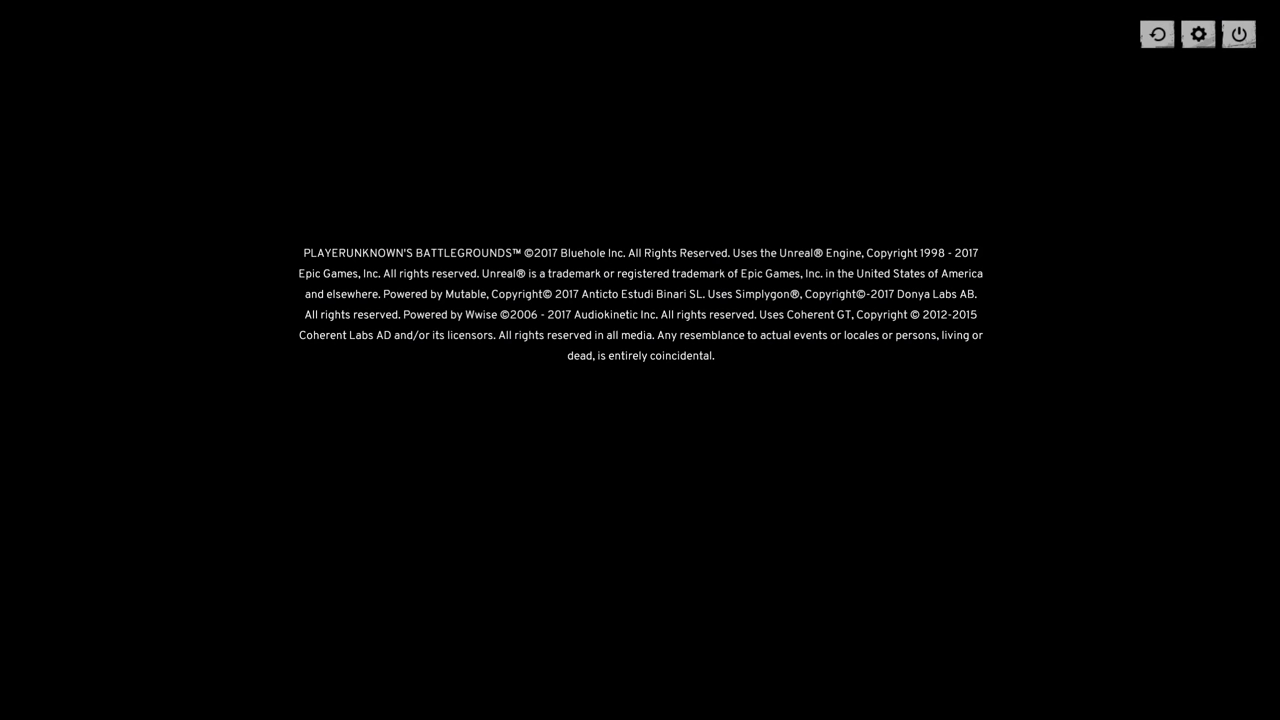 PLAYERUNKNOWN'S BATTLEGROUNDS™ ©2017 Bluehole Inc. All Rights Reserved. Uses the Unreal® Engine, Copyright 1998 - 2017
Epic Games, Inc. All rights reserved. Unreal® is a trademark or registered trademark of Epic Games, Inc. in the United States of America
and elsewhere. Powered by Mutable, Copyright© 2017 Anticto Estudi Binari SL. Uses Simplygon®, Copyright©-2017 Donya Labs AB.
All rights reserved. Powered by Wwise ©2006 - 2017 Audiokinetic Inc. All rights reserved. Uses Coherent GT, Copyright © 2012-2015
Coherent Labs AD and/or its licensors. All rights reserved in all media. Any resemblance to actual events or locales or persons, living or
dead, is entirely coincidental.